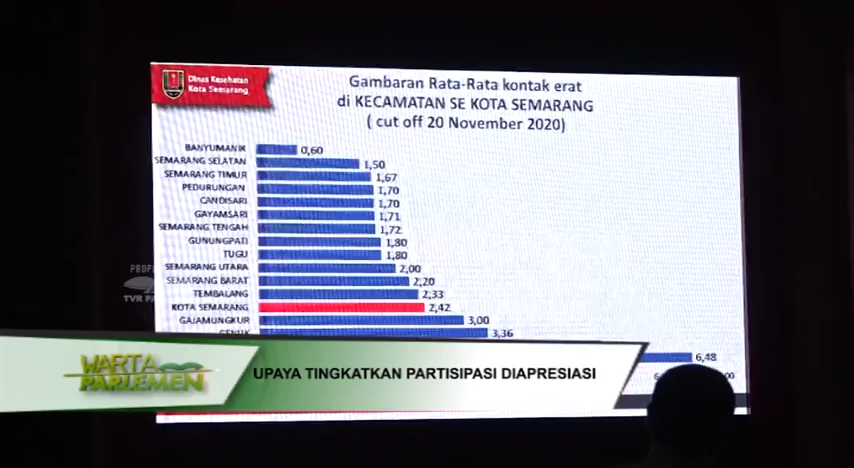 Dinas Kesehatan
Kota Semarang
Gambaran Rata-Rata kontak erat
di KECAMATAN SE KOTA SEMARANG
( cut off 20 November 2020)
BANYUMANIK 0,60
SEMARANG SELATAN 1,50
SEMARANG TIMUR 1,67
PEDURUNGAN 1,70
CANDISARI 1,70
GAYAMSARI 1,71
SEMARANG TENGAH 1,72
GUNUNGPATI 1,80
TUGU 1,80
SEMARANG UTARA 2,00
SEMARANG BARAT 2,20
TEMBALANG 2,33
KOTA SEMARANG 2,42
GAJAMUNGKUR 3,00
GENUK 3,36
6,48
WARTA
PARLEMEN
UPAYA TINGKATKAN PARTISIPASI DIAPRESIASI